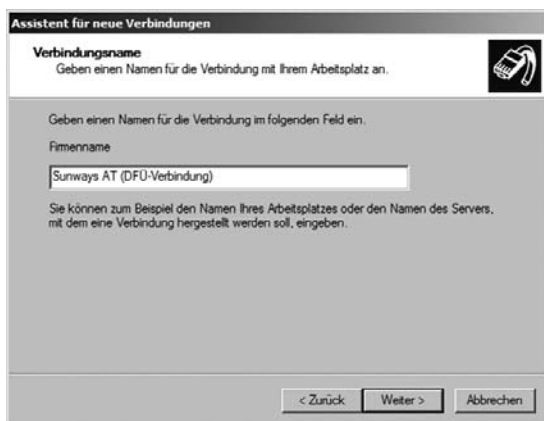 Assistent für neue Verbindungen
Verbindungsname
Geben einen Namen für die Verbindung mit Ihrem Arbeitsplatz an.
Geben einen Namen für die Verbindung im folgenden Feld ein.
Firmenname
Sunways AT (DFÜ-Verbindung)
Sie können zum Beispiel den Namen Ihres Arbeitsplatzes oder den Namen des Servers,
mit dem eine Verbindung hergestellt werden soll, eingeben.
< Zurück Weiter > Abbrechen